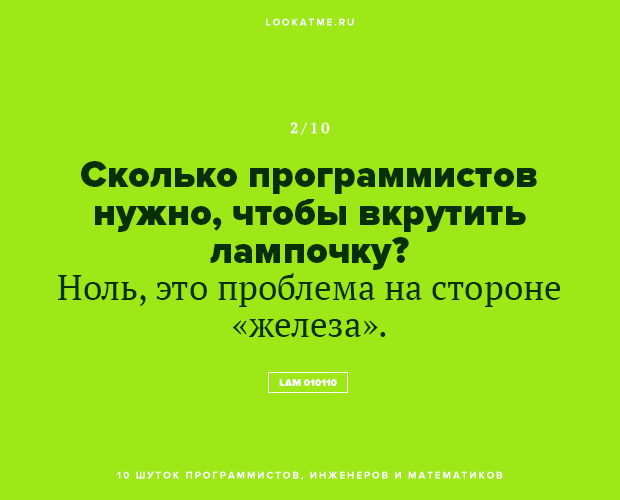 LOOKATME.RU
2/10
Сколько программистов
нужно, чтобы вкрутить
лампочку?
Ноль, это проблема на стороне
«железа».
LAM 010110
10 ШУТОК ПРОГРАММИСТОВ, ИНЖЕНЕРОВ И МАТЕМАТИКОВ